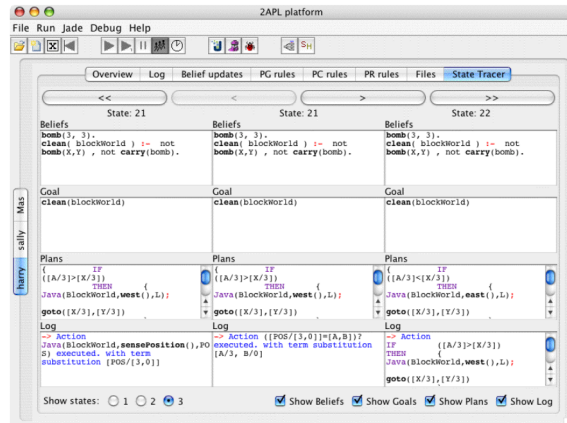 2APL platform
File Run Jade Debug Help
Overview Log Belief updates PG rules PC rules PR rules Files State Tracer
<< < > >>
State: 21 State: 21 State: 22
Beliefs Beliefs Beliefs
bomb(3, 3). bomb(3, 3). bomb(3, 3).
clean( blockWorld ) :- not clean( blockWorld ) :- not clean( blockWorld ) :- not
bomb(X,Y) , not carry(bomb). bomb(X,Y) , not carry(bomb). bomb(X,Y) , not carry(bomb).
Goal Goal Goal
clean(blockWorld) clean(blockWorld)
Mas
sally
harry
Plans Plans Plans
{ IF { IF { IF
([A/3]>[X/3]) ([A/3]>[X/3]) ([A/3]<[X/3])
THEN { THEN { THEN {
Java(BlockWorld,west(),L); Java(BlockWorld,west(),L); Java(BlockWorld,east(),L);
goto([X/3],[Y/3]) goto([X/3],[Y/3]) goto([X/3],[Y/3])
Log Log Log
-> Action -> Action ([POS/[3,0]]=[A,B])? -> Action
Java(BlockWorld,sensePosition(),PO executed. with term substitution IF ([A/3]>[X/3])
S) executed. with term [A/3, B/0] THEN {
substitution [POS/[3,0]] Java(BlockWorld,west(),L);
goto([X/3],[Y/3])
Show states: 1 2 3 Show Beliefs Show Goals Show Plans Show Log